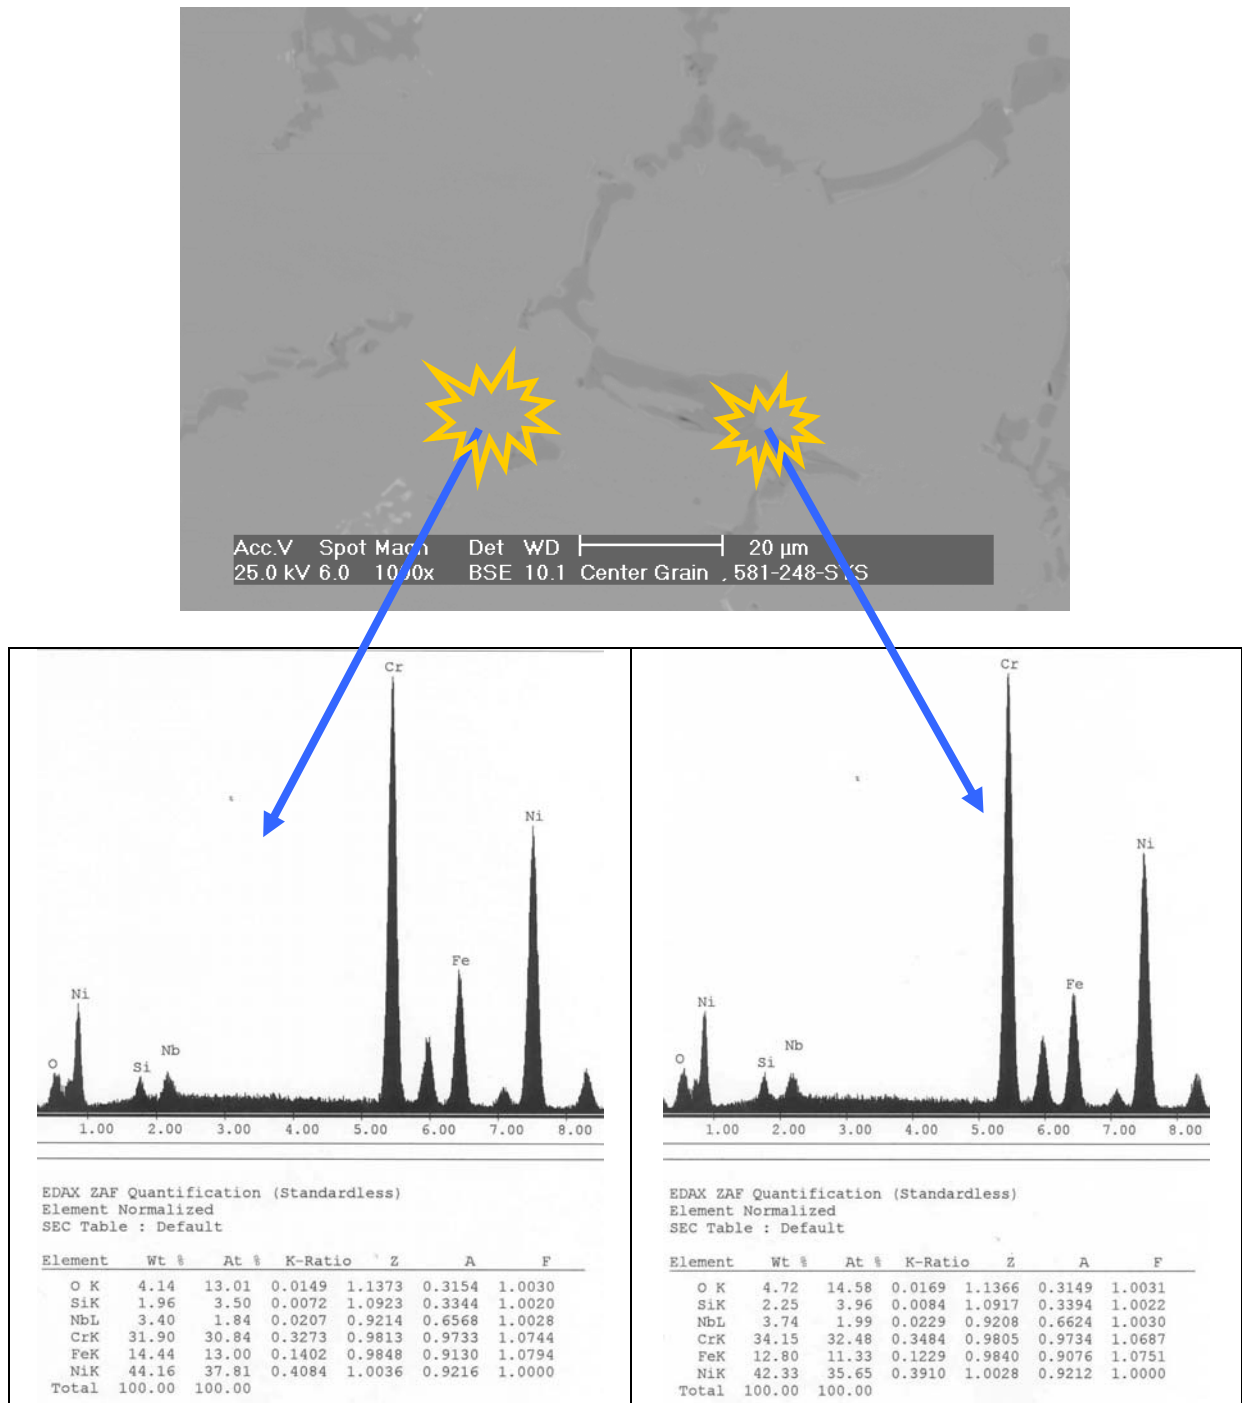 Acc.V Spot Magn Det WD 20 µm
25.0 kV 6.0 1000x BSE 10.1 Center Grain , 581-248-SYS
Cr
Ni
Fe
Ni
Nb
Si
O
1.00 2.00 3.00 4.00 5.00 6.00 7.00 8.00
EDAX ZAF Quantification (Standardless)
Element Normalized
SEC Table : Default
Element Wt % At % K-Ratio Z A F
O K 4.14 13.01 0.0149 1.1373 0.3154 1.0030
SiK 1.96 3.50 0.0072 1.0923 0.3344 1.0020
NbL 3.40 1.84 0.0207 0.9214 0.6568 1.0028
CrK 31.90 30.84 0.3273 0.9813 0.9733 1.0744
FeK 14.44 13.00 0.1402 0.9848 0.9130 1.0794
NiK 44.16 37.81 0.4084 1.0036 0.9216 1.0000
Total 100.00 100.00
Cr
Ni
Fe
Ni
Nb
Si
O
1.00 2.00 3.00 4.00 5.00 6.00 7.00 8.00
EDAX ZAF Quantification (Standardless)
Element Normalized
SEC Table : Default
Element Wt % At % K-Ratio Z A F
O K 4.72 14.58 0.0169 1.1366 0.3149 1.0031
SiK 2.25 3.96 0.0084 1.0917 0.3394 1.0022
NbL 3.74 1.99 0.0229 0.9208 0.6624 1.0030
CrK 34.15 32.48 0.3484 0.9805 0.9734 1.0687
FeK 12.80 11.33 0.1229 0.9840 0.9076 1.0751
NiK 42.33 35.65 0.3910 1.0028 0.9212 1.0000
Total 100.00 100.00